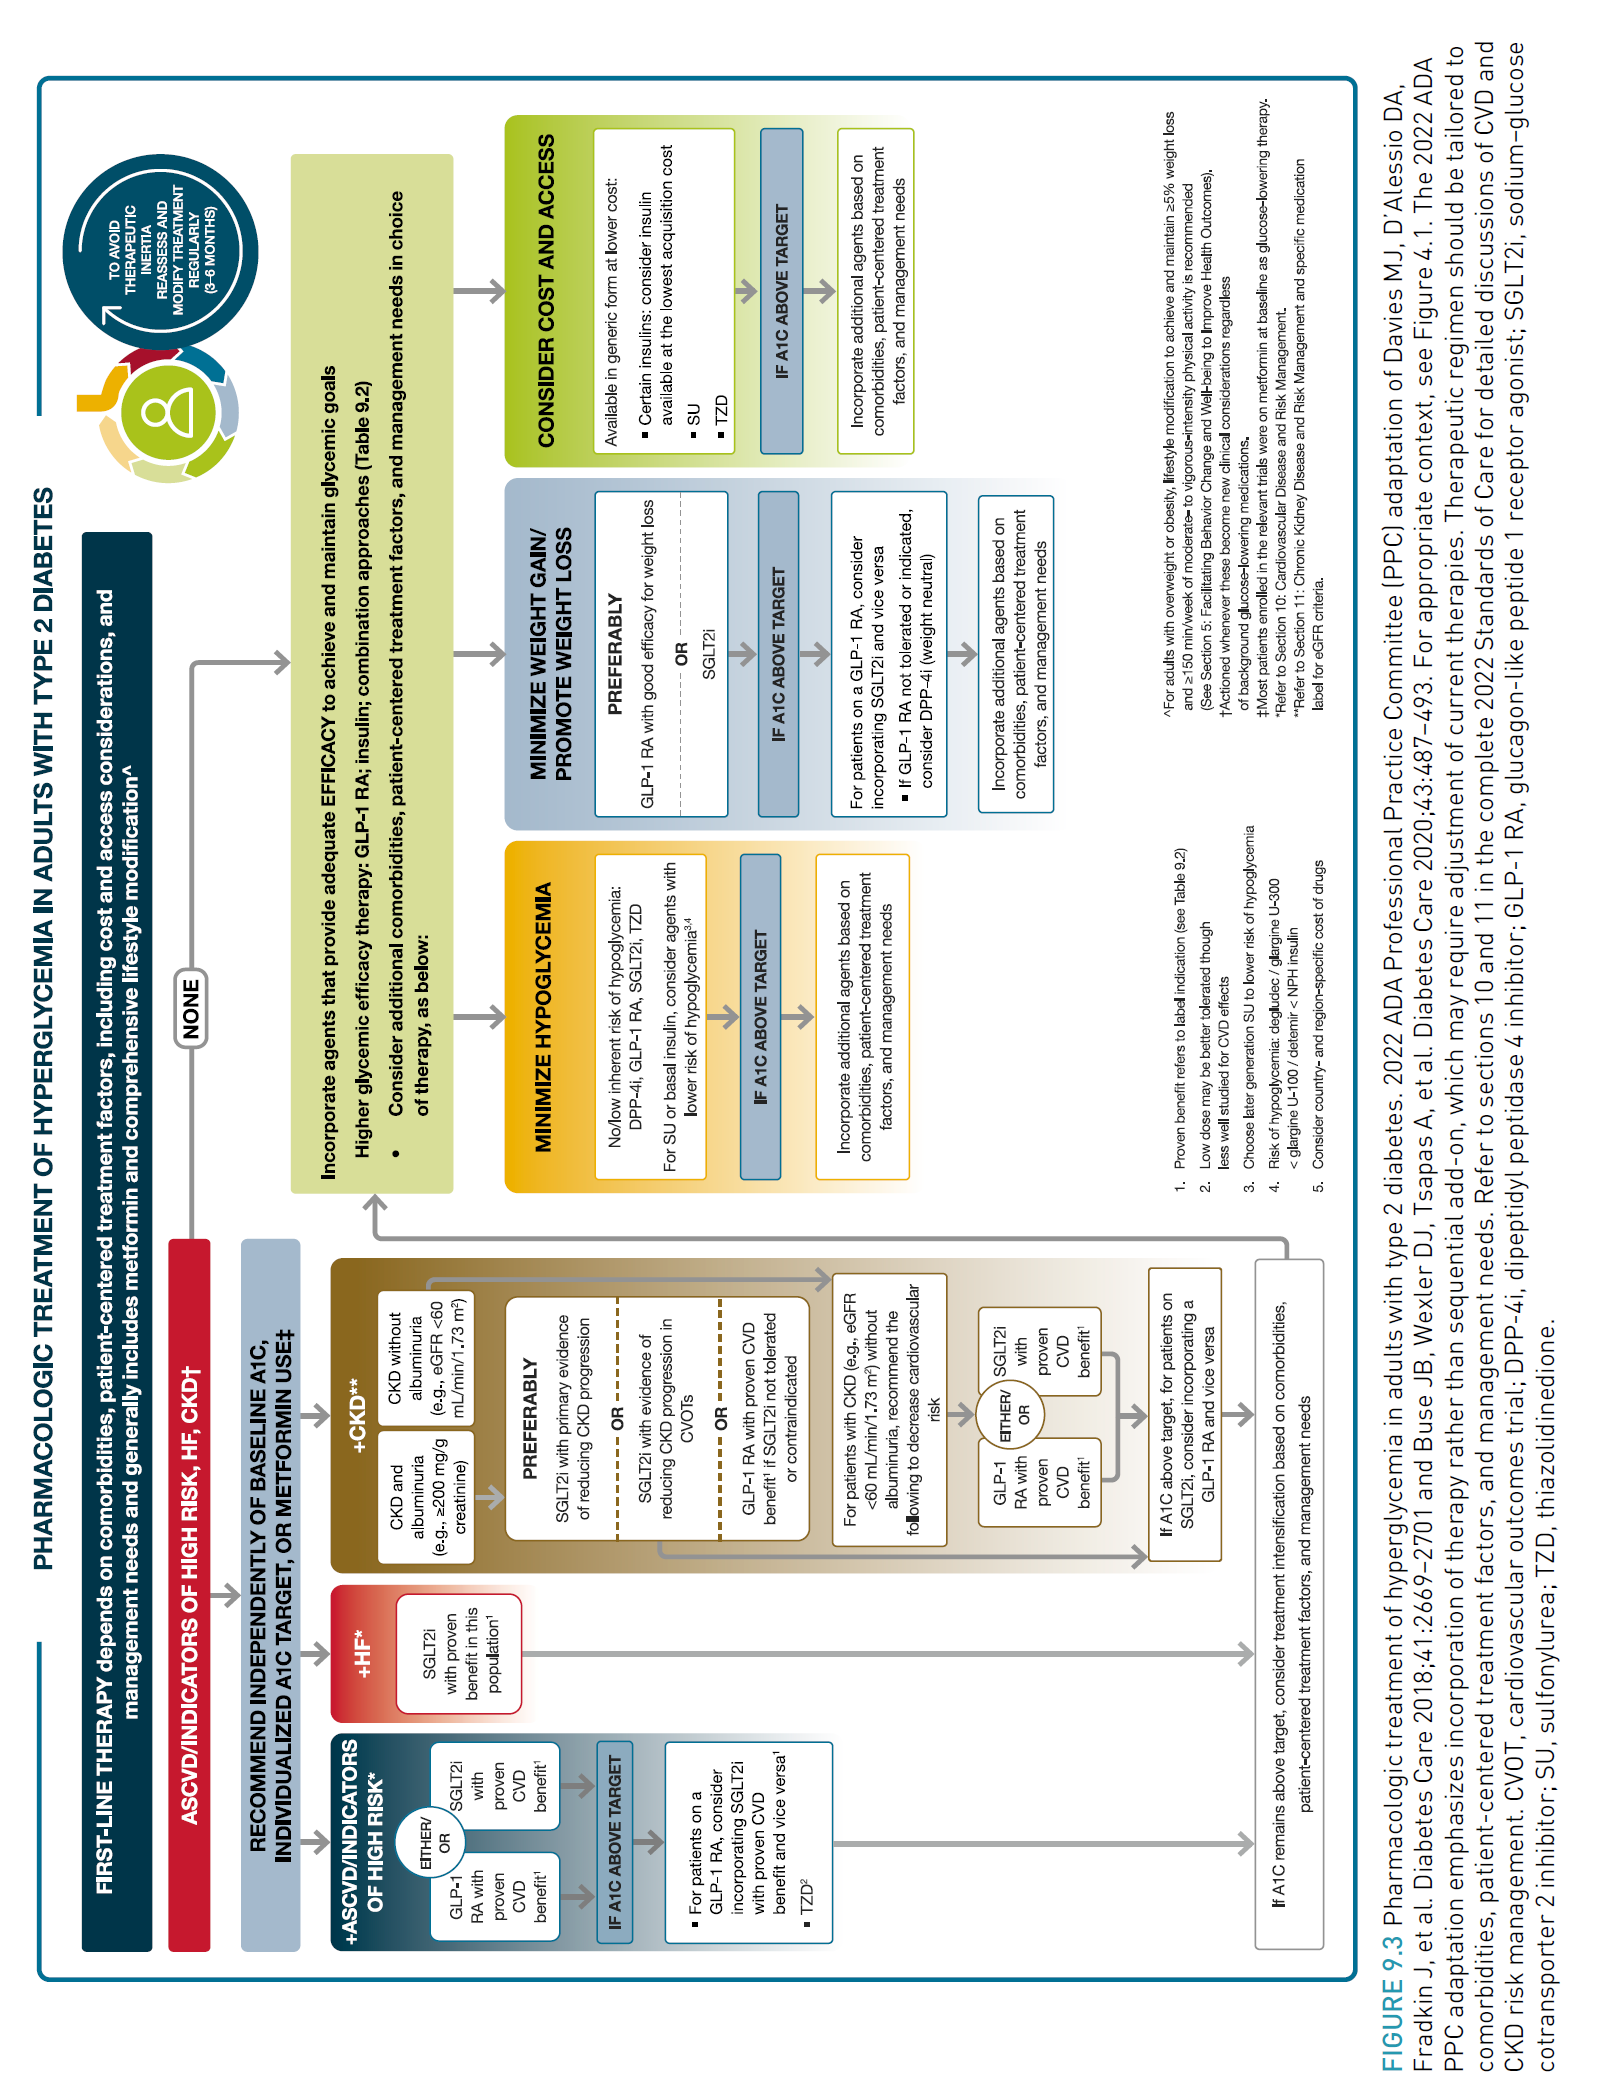 PHARMACOLOGIC TREATMENT OF HYPERGLYCEMIA IN ADULTS WITH TYPE 2 DIABETES
FIRST-LINE THERAPY depends on comorbidities, patient-centered treatment factors, including cost and access considerations, and
management needs and generally includes metformin and comprehensive lifestyle modification^
TO AVOID
THERAPEUTIC
INERTIA
REASSESS AND
MODIFY TREATMENT
REGULARLY
(3–6 MONTHS)
ASCVD/INDICATORS OF HIGH RISK, HF, CKD†
NONE
RECOMMEND INDEPENDENTLY OF BASELINE A1C,
INDIVIDUALIZED A1C TARGET, OR METFORMIN USE‡
+ASCVD/INDICATORS
OF HIGH RISK*
EITHER/
OR
GLP-1
RA with
proven
CVD
benefit¹
SGLT2i
with
proven
CVD
benefit¹
IF A1C ABOVE TARGET
▪ For patients on a
GLP-1 RA, consider
incorporating SGLT2i
with proven CVD
benefit and vice versa¹
▪ TZD²
+HF*
SGLT2i
with proven
benefit in this
population¹
+CKD**
CKD and
albuminuria
(e.g., ≥200 mg/g
creatinine)
CKD without
albuminuria
(e.g., eGFR <60
mL/min/1.73 m²)
PREFERABLY
SGLT2i with primary evidence
of reducing CKD progression
OR
SGLT2i with evidence of
reducing CKD progression in
CVOTs
OR
GLP-1 RA with proven CVD
benefit¹ if SGLT2i not tolerated
or contraindicated
For patients with CKD (e.g., eGFR
<60 mL/min/1.73 m²) without
albuminuria, recommend the
following to decrease cardiovascular
risk
EITHER/
OR
GLP-1
RA with
proven
CVD
benefit¹
SGLT2i
with
proven
CVD
benefit¹
If A1C above target, for patients on
SGLT2i, consider incorporating a
GLP-1 RA and vice versa
If A1C remains above target, consider treatment intensification based on comorbidities,
patient-centered treatment factors, and management needs
Incorporate agents that provide adequate EFFICACY to achieve and maintain glycemic goals
Higher glycemic efficacy therapy: GLP-1 RA; insulin; combination approaches (Table 9.2)
• Consider additional comorbidities, patient-centered treatment factors, and management needs in choice
of therapy, as below:
MINIMIZE HYPOGLYCEMIA
No/low inherent risk of hypoglycemia:
DPP-4i, GLP-1 RA, SGLT2i, TZD
For SU or basal insulin, consider agents with
lower risk of hypoglycemia³,⁴
IF A1C ABOVE TARGET
Incorporate additional agents based on
comorbidities, patient-centered treatment
factors, and management needs
MINIMIZE WEIGHT GAIN/
PROMOTE WEIGHT LOSS
PREFERABLY
GLP-1 RA with good efficacy for weight loss
OR
SGLT2i
IF A1C ABOVE TARGET
For patients on a GLP-1 RA, consider
incorporating SGLT2i and vice versa
▪ If GLP-1 RA not tolerated or indicated,
consider DPP-4i (weight neutral)
Incorporate additional agents based on
comorbidities, patient-centered treatment
factors, and management needs
CONSIDER COST AND ACCESS
Available in generic form at lower cost:
▪ Certain insulins: consider insulin
available at the lowest acquisition cost
▪ SU
▪ TZD
IF A1C ABOVE TARGET
Incorporate additional agents based on
comorbidities, patient-centered treatment
factors, and management needs
1. Proven benefit refers to label indication (see Table 9.2)
2. Low dose may be better tolerated though
less well studied for CVD effects
3. Choose later generation SU to lower risk of hypoglycemia
4. Risk of hypoglycemia: degludec / glargine U-300
< glargine U-100 / detemir < NPH insulin
5. Consider country- and region-specific cost of drugs
^For adults with overweight or obesity, lifestyle modification to achieve and maintain ≥5% weight loss
and ≥150 min/week of moderate- to vigorous-intensity physical activity is recommended
(See Section 5: Facilitating Behavior Change and Well-being to Improve Health Outcomes).
†Actioned whenever these become new clinical considerations regardless
of background glucose-lowering medications.
‡Most patients enrolled in the relevant trials were on metformin at baseline as glucose-lowering therapy.
*Refer to Section 10: Cardiovascular Disease and Risk Management.
**Refer to Section 11: Chronic Kidney Disease and Risk Management and specific medication
label for eGFR criteria.
FIGURE 9.3 Pharmacologic treatment of hyperglycemia in adults with type 2 diabetes. 2022 ADA Professional Practice Committee (PPC) adaptation of Davies MJ, D'Alessio DA,
Fradkin J, et al. Diabetes Care 2018;41:2669–2701 and Buse JB, Wexler DJ, Tsapas A, et al. Diabetes Care 2020;43:487–493. For appropriate context, see Figure 4.1. The 2022 ADA
PPC adaptation emphasizes incorporation of therapy rather than sequential add-on, which may require adjustment of current therapies. Therapeutic regimen should be tailored to
comorbidities, patient-centered treatment factors, and management needs. Refer to sections 10 and 11 in the complete 2022 Standards of Care for detailed discussions of CVD and
CKD risk management. CVOT, cardiovascular outcomes trial; DPP-4i, dipeptidyl peptidase 4 inhibitor; GLP-1 RA, glucagon-like peptide 1 receptor agonist; SGLT2i, sodium–glucose
cotransporter 2 inhibitor; SU, sulfonylurea; TZD, thiazolidinedione.